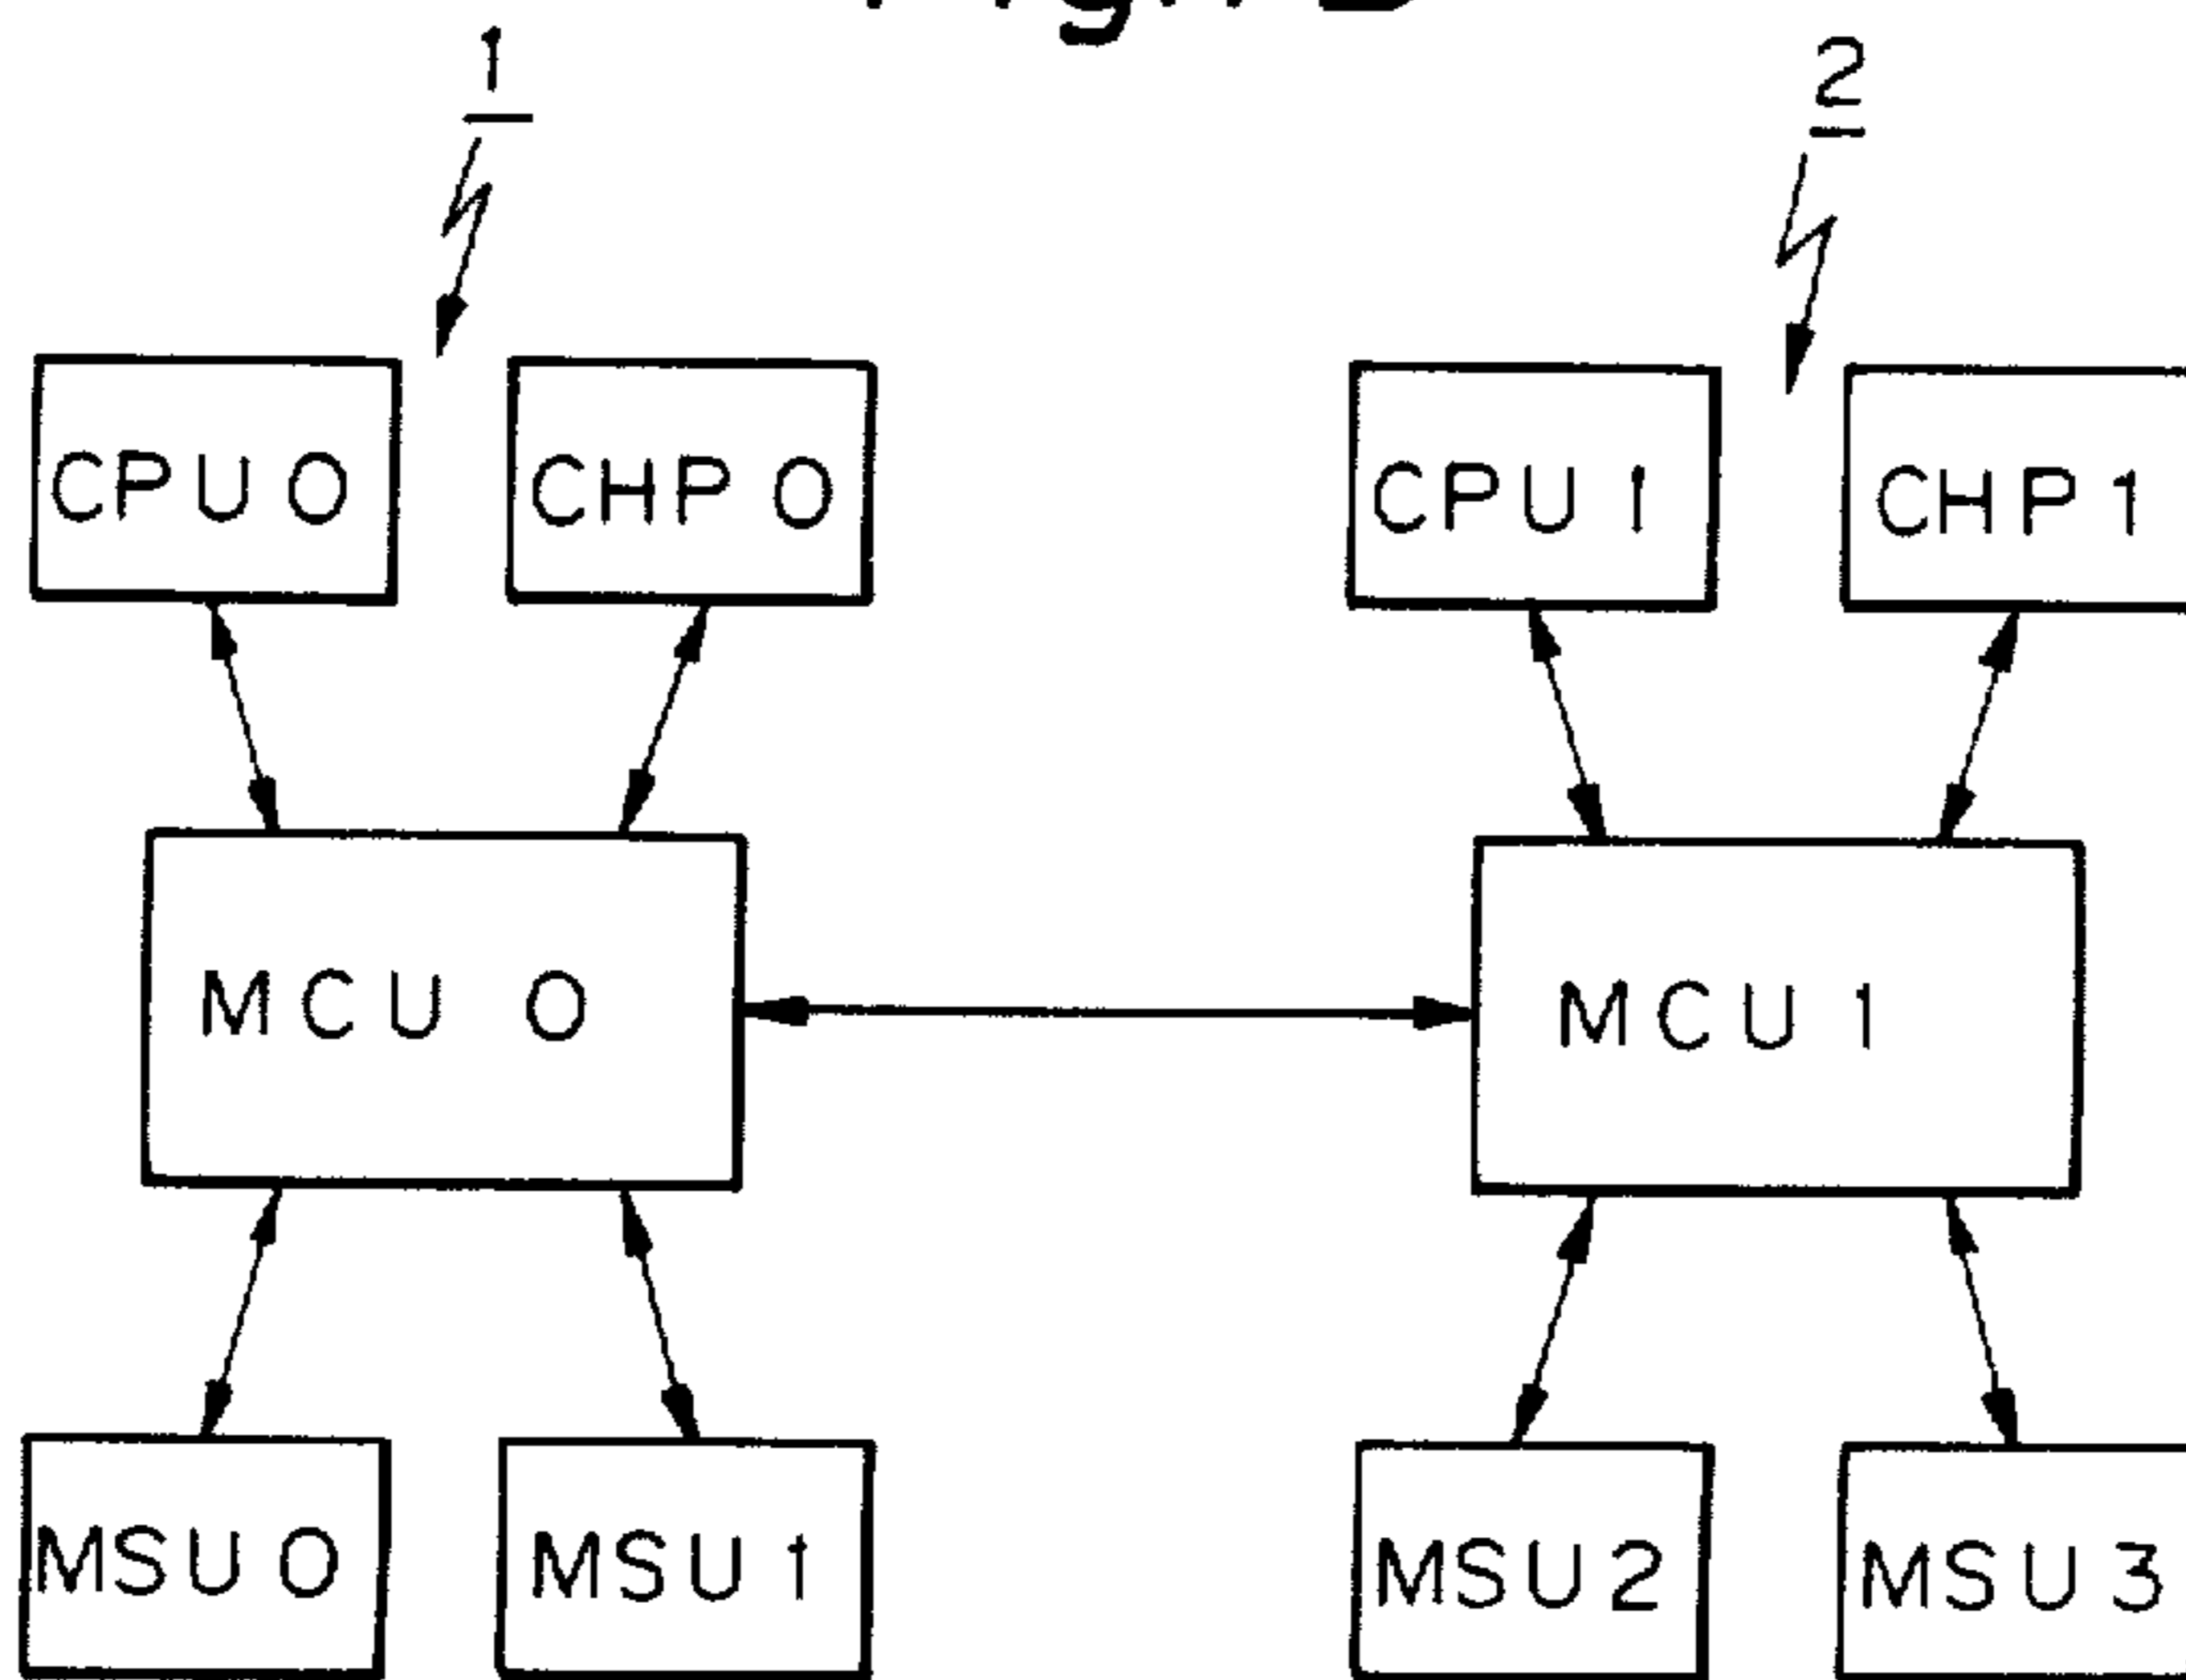 1
2
CPU 0
CHP 0
CPU 1
CHP 1
MCU 0
MCU 1
MSU 0
MSU 1
MSU 2
MSU 3